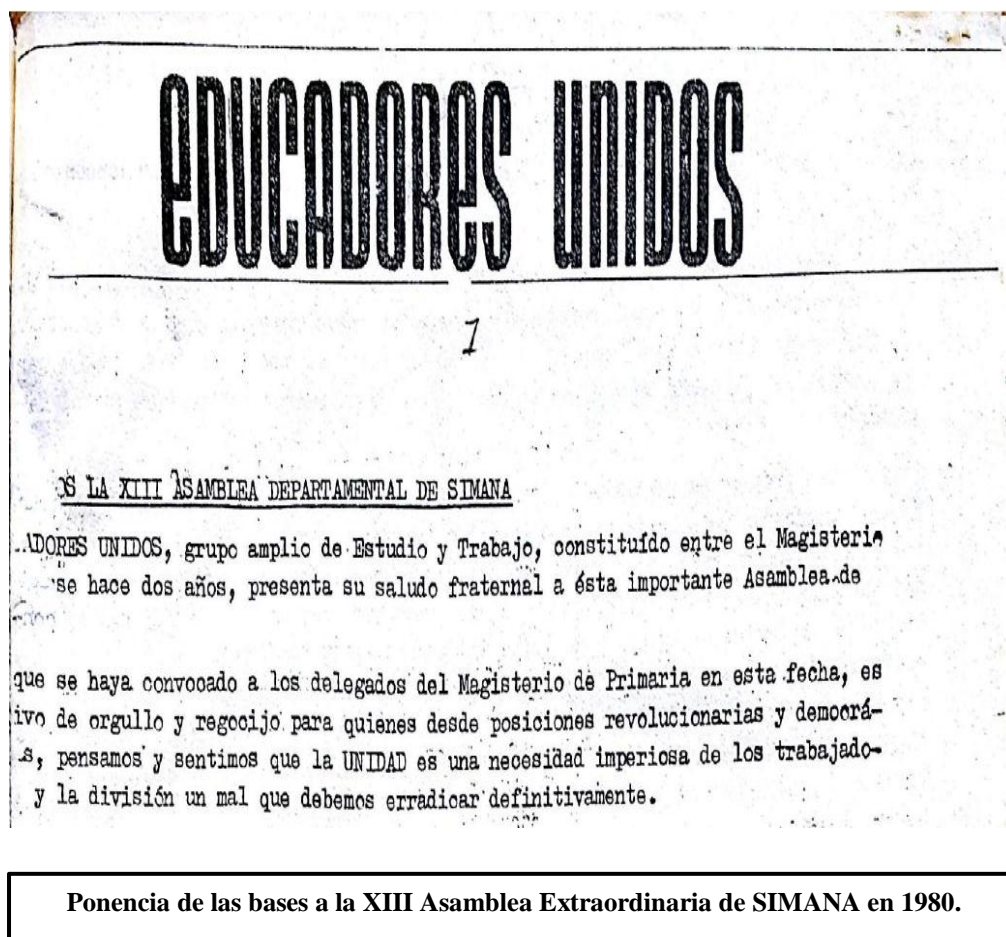 eDUCADOReS UNIDOS
1
OS LA XIII ASAMBLEA DEPARTAMENTAL DE SIMANA
ADORES UNIDOS, grupo amplio de Estudio y Trabajo, constituído entre el Magisterio
se hace dos años, presenta su saludo fraternal a ésta importante Asamblea de
que se haya convocado a los delegados del Magisterio de Primaria en esta fecha, es
ivo de orgullo y regocijo para quienes desde posiciones revolucionarias y democrá-
s, pensamos y sentimos que la UNIDAD es una necesidad imperiosa de los trabajado-
y la división un mal que debemos erradicar definitivamente.
Ponencia de las bases a la XIII Asamblea Extraordinaria de SIMANA en 1980.